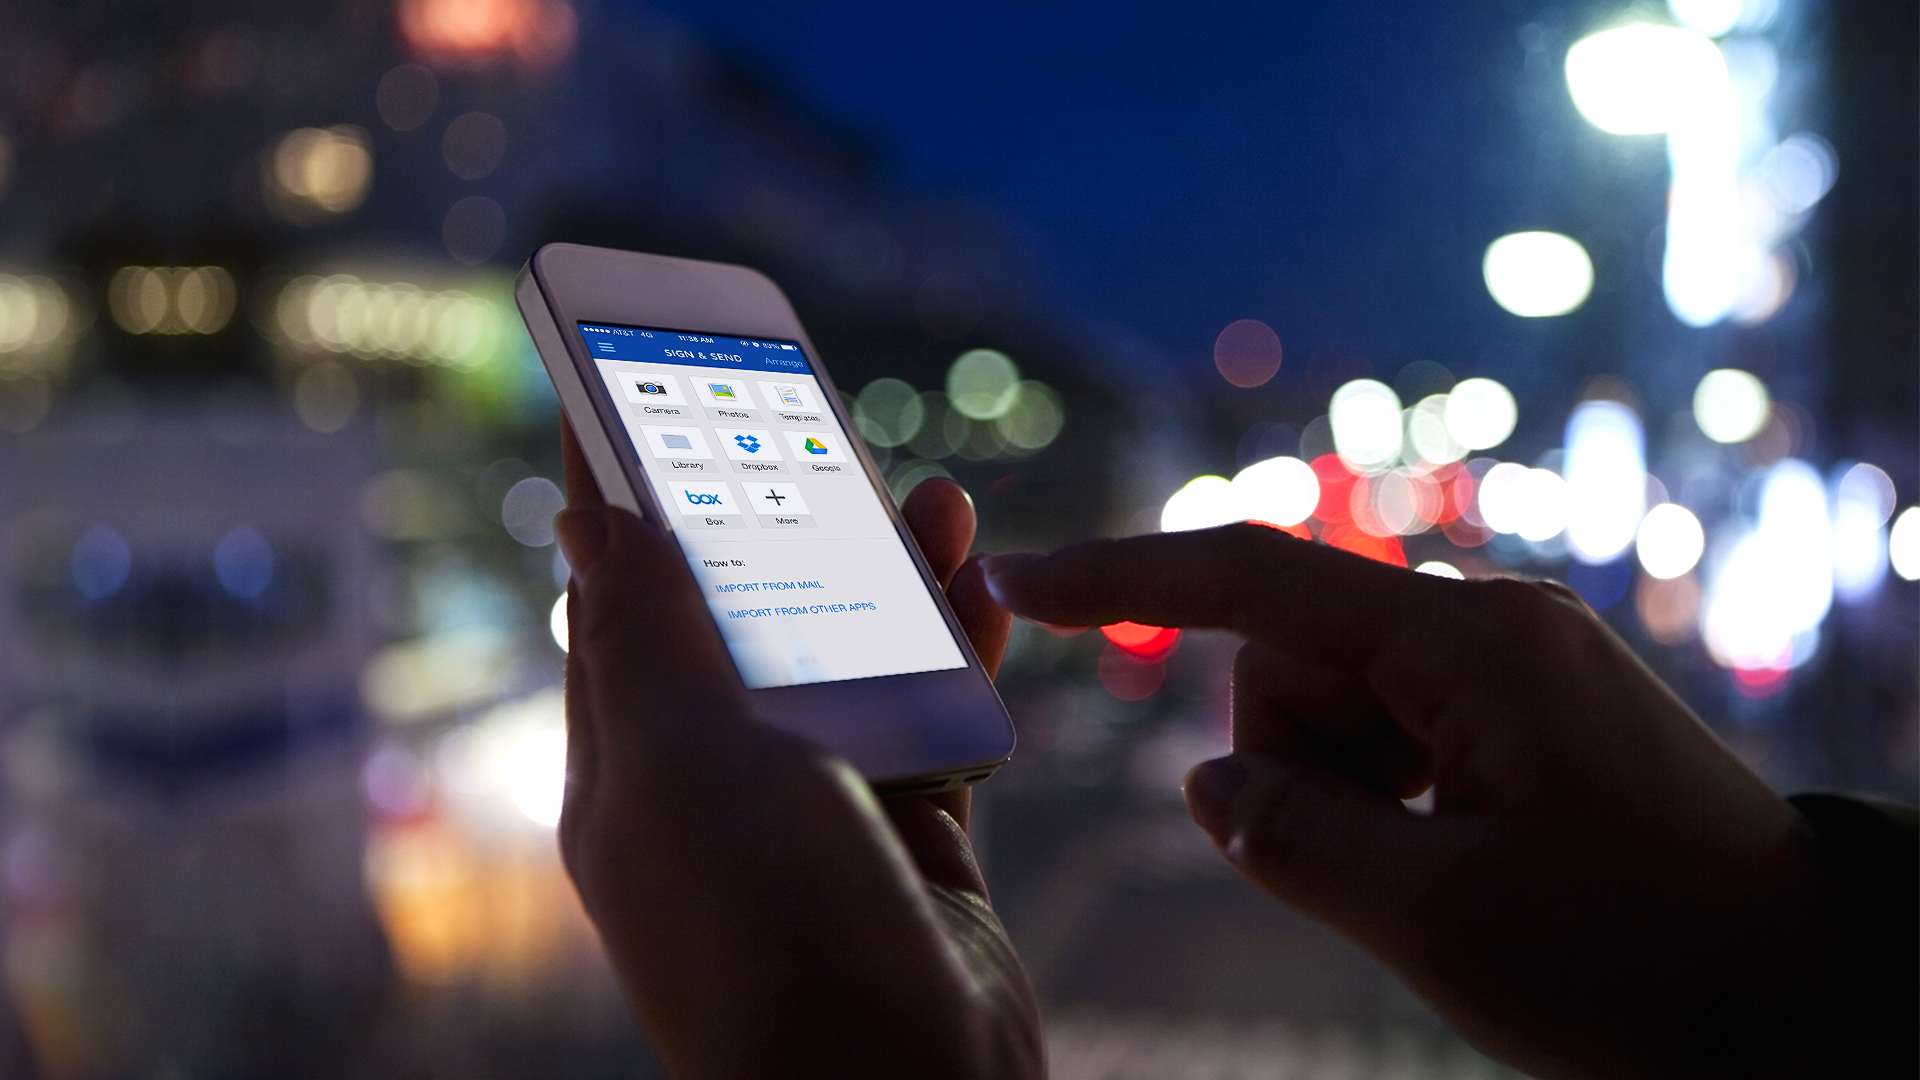 AT&T 4G 11:38 AM 83%
SIGN & SEND Arrange
Camera Photos Templates
Library Dropbox Google
box
Box More
How to:
IMPORT FROM MAIL
IMPORT FROM OTHER APPS